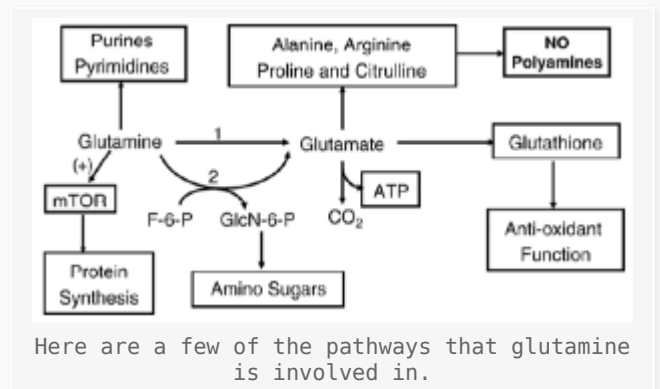 Purines
Pyrimidines
Alanine, Arginine
Proline and Citrulline
NO
Polyamines
Glutamine
1
Glutamate
Glutathione
(+)
2
mTOR
F-6-P
GlcN-6-P
CO₂
ATP
Anti-oxidant
Function
Protein
Synthesis
Amino Sugars
Here are a few of the pathways that glutamine
is involved in.